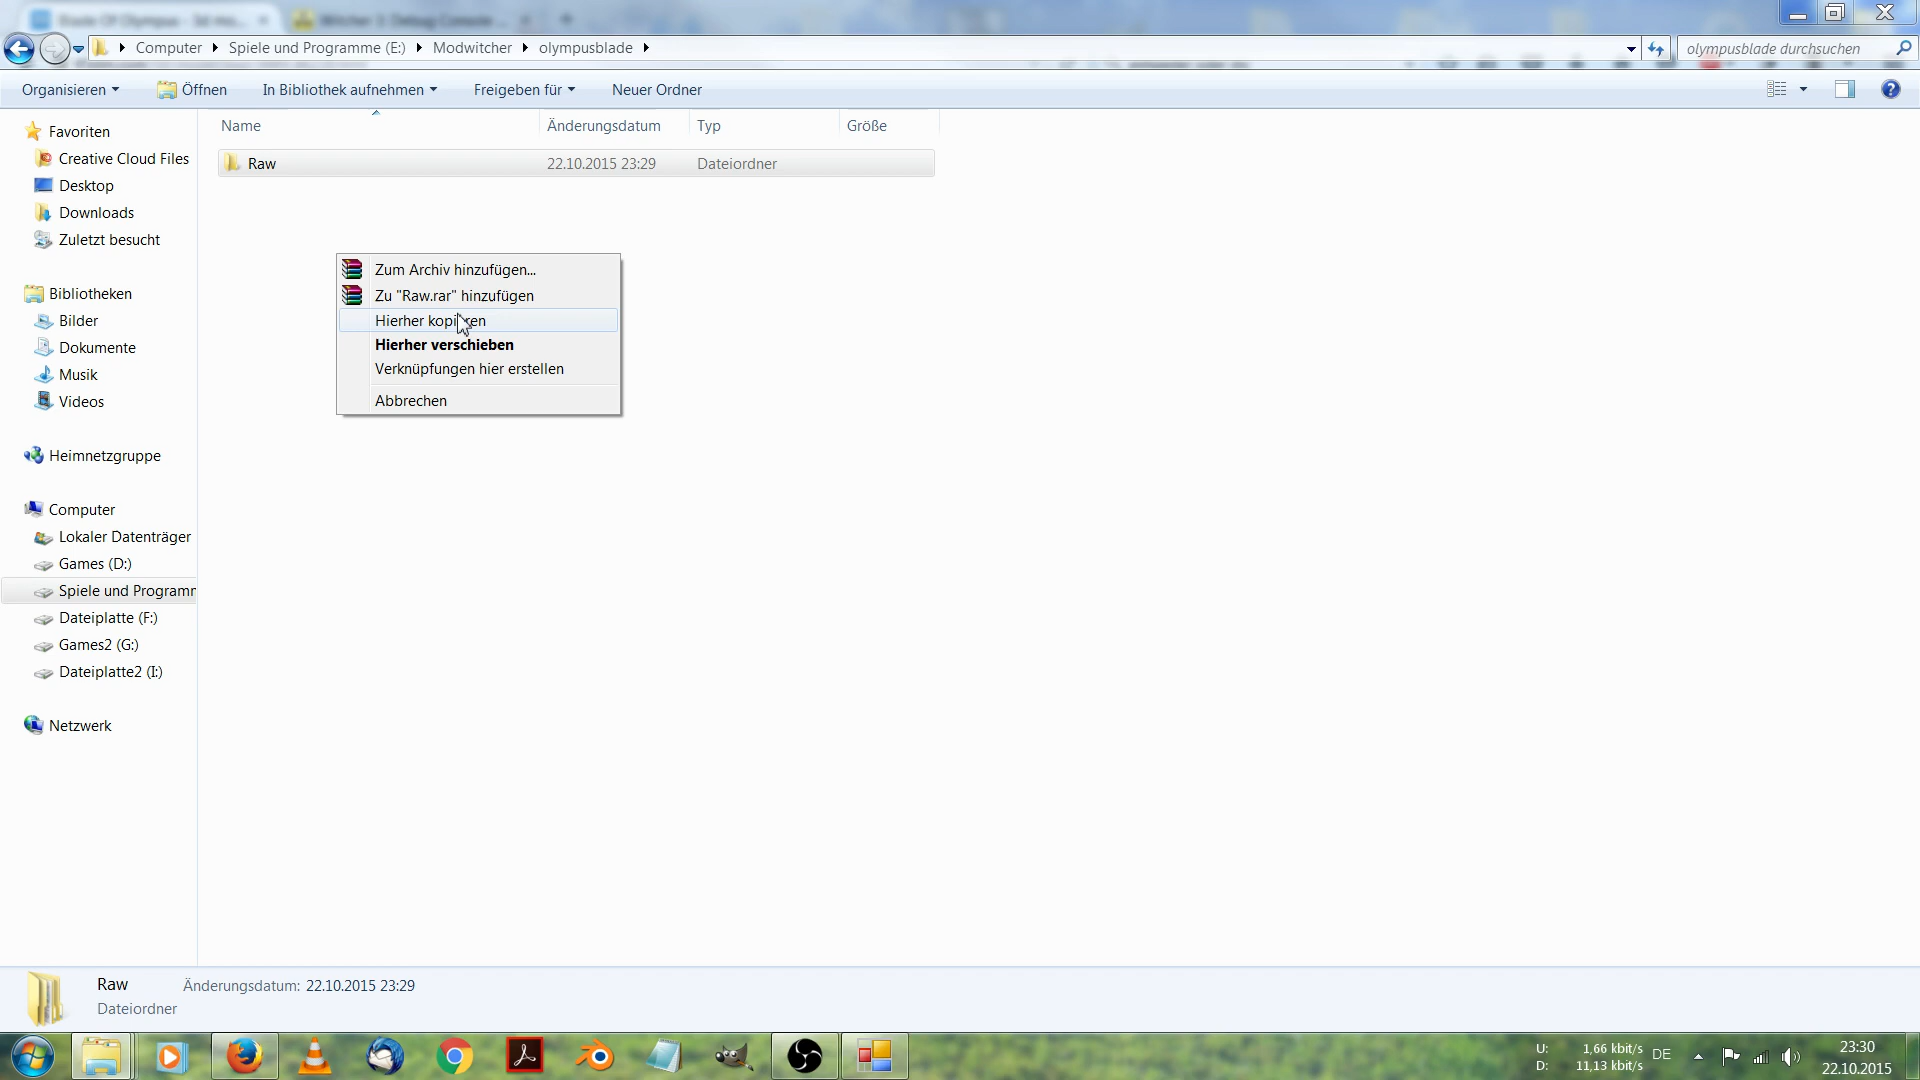 Computer Spiele und Programme (E:) Modwitcher olympusblade
olympusblade durchsuchen
Organisieren Öffnen In Bibliothek aufnehmen Freigeben für Neuer Ordner
Name Änderungsdatum Typ Größe
Raw 22.10.2015 23:29 Dateiordner
Favoriten
Creative Cloud Files
Desktop
Downloads
Zuletzt besucht
Bibliotheken
Bilder
Dokumente
Musik
Videos
Heimnetzgruppe
Computer
Lokaler Datenträger
Games (D:)
Spiele und Programm
Dateiplatte (F:)
Games2 (G:)
Dateiplatte2 (I:)
Netzwerk
Zum Archiv hinzufügen...
Zu "Raw.rar" hinzufügen
Hierher kopieren
Hierher verschieben
Verknüpfungen hier erstellen
Abbrechen
Raw Änderungsdatum: 22.10.2015 23:29
Dateiordner
U: 1,66 kbit/s
D: 11,13 kbit/s
DE
23:30
22.10.2015